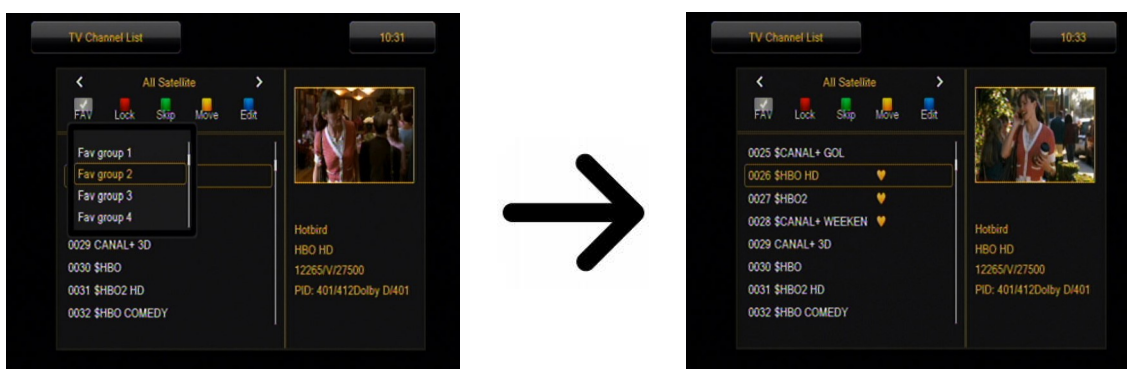 TV Channel List
10:31
All Satellite
FAV Lock Skip Move Edit
Fav group 1
Fav group 2
Fav group 3
Fav group 4
0029 CANAL+ 3D
0030 $HBO
0031 $HBO2 HD
0032 $HBO COMEDY
Hotbird
HBO HD
12265/V/27500
PID: 401/412Dolby D/401
TV Channel List
10:33
All Satellite
FAV Lock Skip Move Edit
0025 $CANAL+ GOL
0026 $HBO HD
0027 $HBO2
0028 $CANAL+ WEEKEN
0029 CANAL+ 3D
0030 $HBO
0031 $HBO2 HD
0032 $HBO COMEDY
Hotbird
HBO HD
12265/V/27500
PID: 401/412Dolby D/401